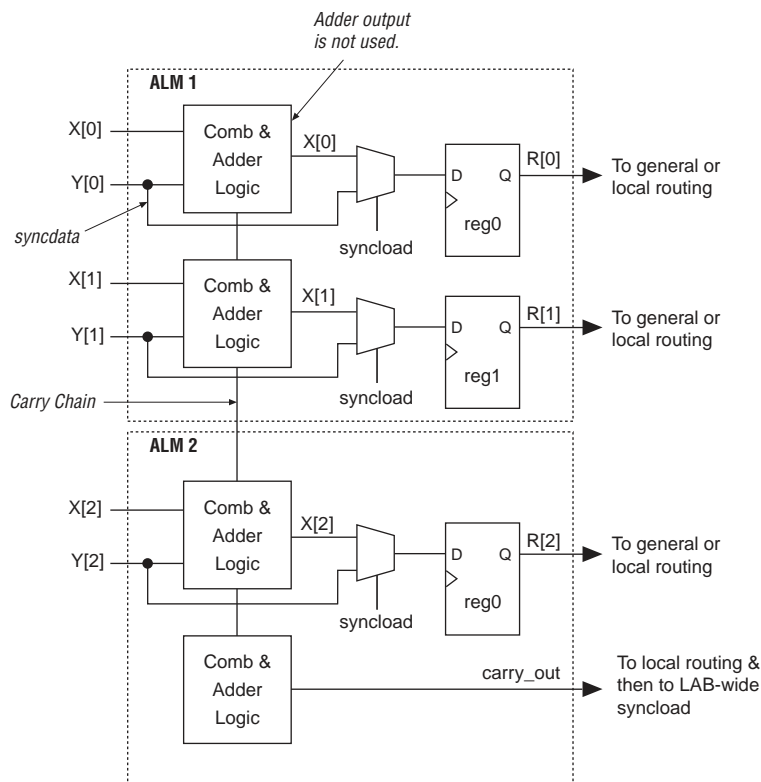 Adder output
is not used.
ALM 1
X[0]
Y[0]
syncdata
Comb &
Adder
Logic
X[0]
syncload
D Q
reg0
R[0]
To general or
local routing
X[1]
Y[1]
Comb &
Adder
Logic
X[1]
syncload
D Q
reg1
R[1]
To general or
local routing
Carry Chain
ALM 2
X[2]
Y[2]
Comb &
Adder
Logic
X[2]
syncload
D Q
reg0
R[2]
To general or
local routing
Comb &
Adder
Logic
carry_out
To local routing &
then to LAB-wide
syncload